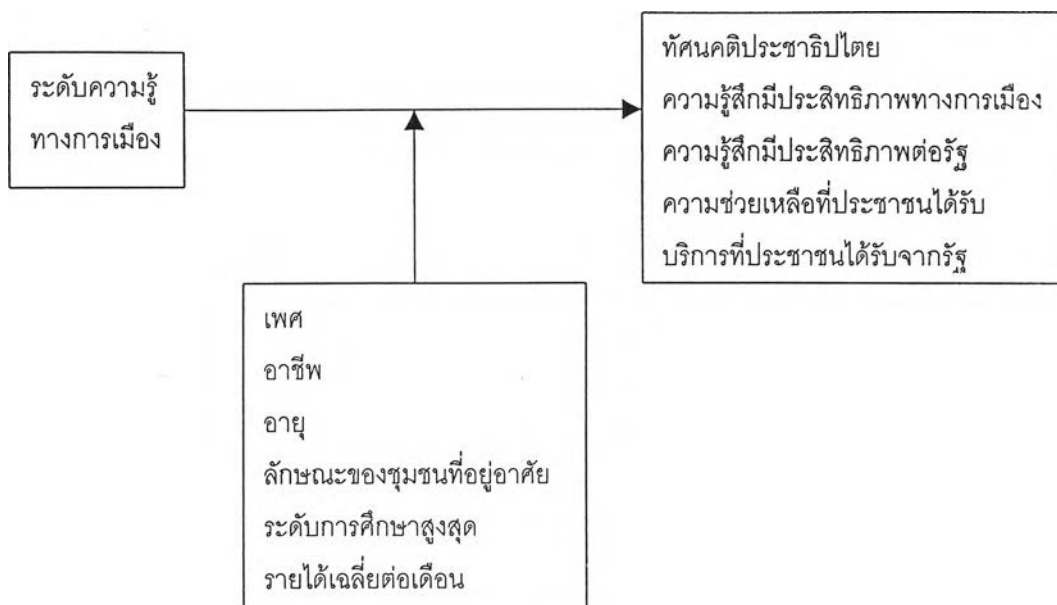 ระดับความรู้
ทางการเมือง
ทัศนคติประชาธิปไตย
ความรู้สึกมีประสิทธิภาพทางการเมือง
ความรู้สึกมีประสิทธิภาพต่อรัฐ
ความช่วยเหลือที่ประชาชนได้รับ
บริการที่ประชาชนได้รับจากรัฐ
เพศ
อาชีพ
อายุ
ลักษณะของชุมชนที่อยู่อาศัย
ระดับการศึกษาสูงสุด
รายได้เฉลี่ยต่อเดือน